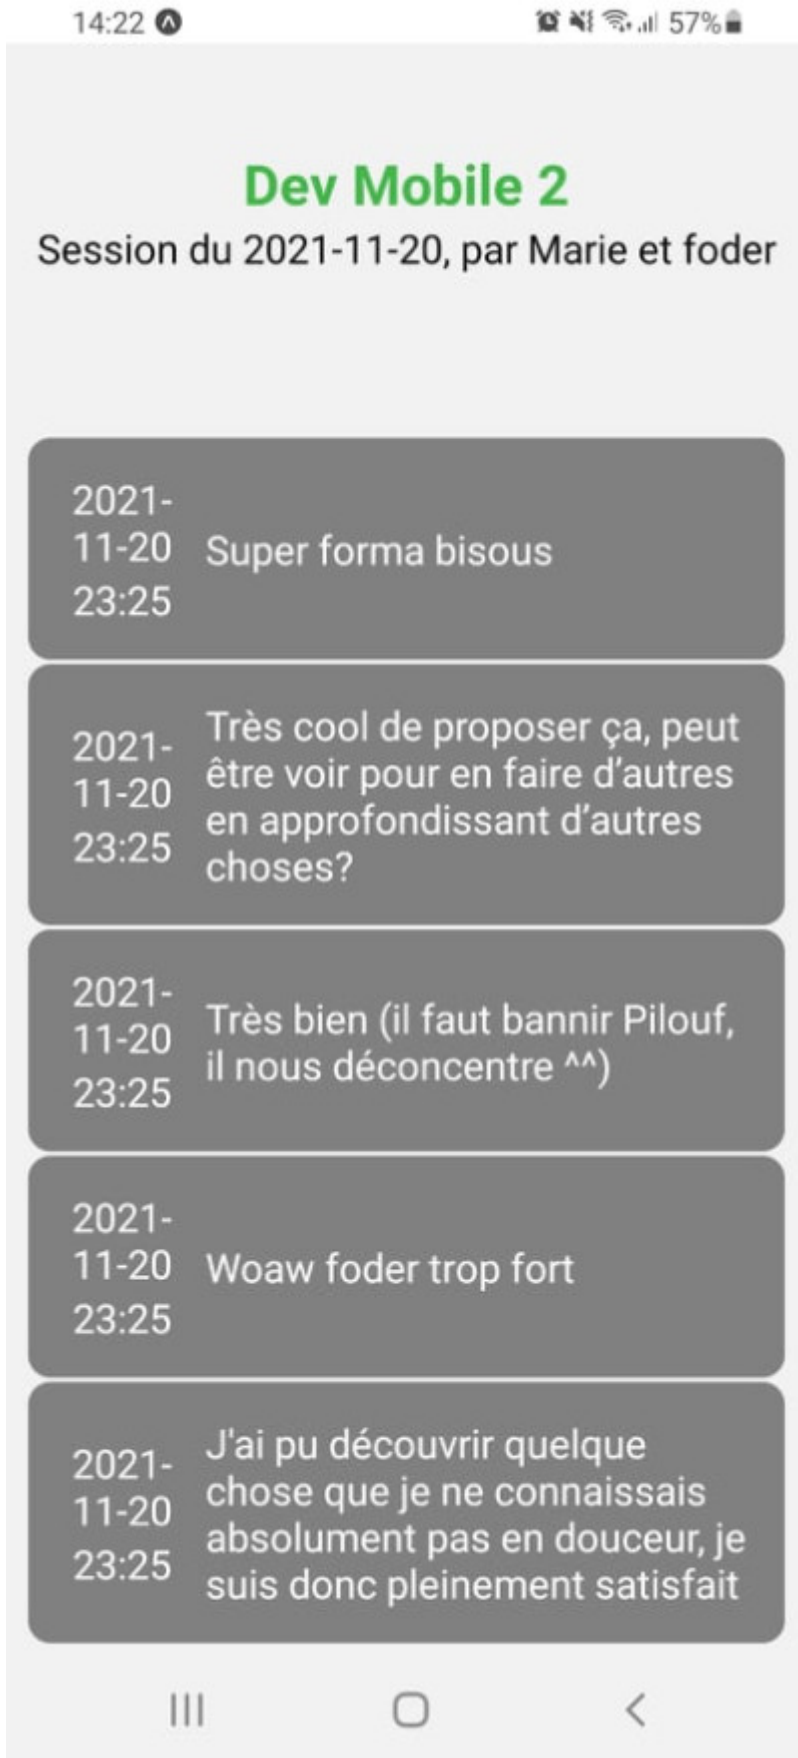 14:22 57%
Dev Mobile 2
Session du 2021-11-20, par Marie et foder
2021-
11-20
23:25
Super forma bisous
2021-
11-20
23:25
Très cool de proposer ça, peut
être voir pour en faire d’autres
en approfondissant d’autres
choses?
2021-
11-20
23:25
Très bien (il faut bannir Pilouf,
il nous déconcentre ^^)
2021-
11-20
23:25
Woaw foder trop fort
2021-
11-20
23:25
J'ai pu découvrir quelque
chose que je ne connaissais
absolument pas en douceur, je
suis donc pleinement satisfait